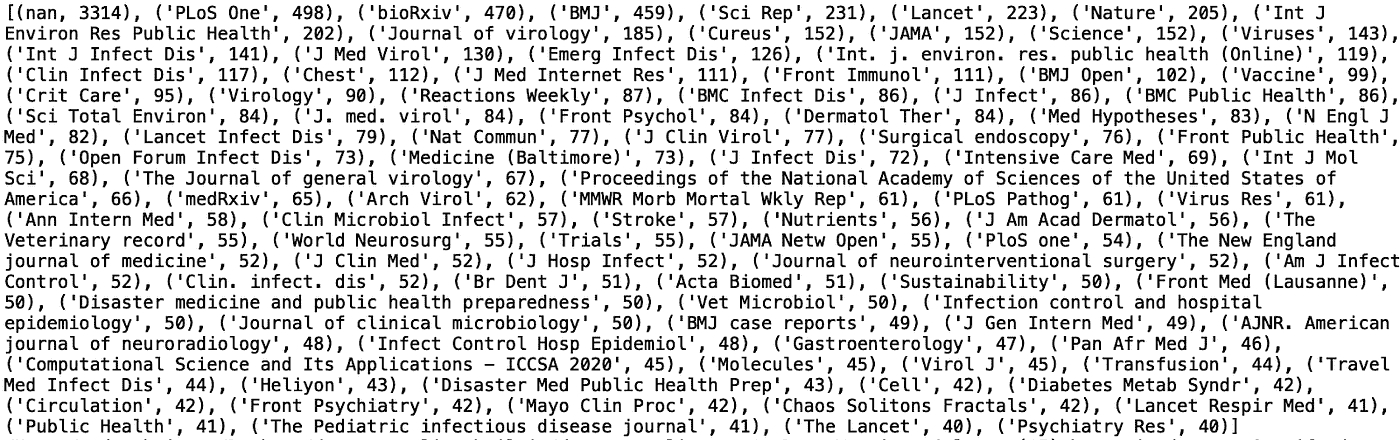 [(nan, 3314), ('PLoS One', 498), ('bioRxiv', 470), ('BMJ', 459), ('Sci Rep', 231), ('Lancet', 223), ('Nature', 205), ('Int J
Environ Res Public Health', 202), ('Journal of virology', 185), ('Cureus', 152), ('JAMA', 152), ('Science', 152), ('Viruses', 143),
('Int J Infect Dis', 141), ('J Med Virol', 130), ('Emerg Infect Dis', 126), ('Int. j. environ. res. public health (Online)', 119),
('Clin Infect Dis', 117), ('Chest', 112), ('J Med Internet Res', 111), ('Front Immunol', 111), ('BMJ Open', 102), ('Vaccine', 99),
('Crit Care', 95), ('Virology', 90), ('Reactions Weekly', 87), ('BMC Infect Dis', 86), ('J Infect', 86), ('BMC Public Health', 86),
('Sci Total Environ', 84), ('J. med. virol', 84), ('Front Psychol', 84), ('Dermatol Ther', 84), ('Med Hypotheses', 83), ('N Engl J
Med', 82), ('Lancet Infect Dis', 79), ('Nat Commun', 77), ('J Clin Virol', 77), ('Surgical endoscopy', 76), ('Front Public Health',
75), ('Open Forum Infect Dis', 73), ('Medicine (Baltimore)', 73), ('J Infect Dis', 72), ('Intensive Care Med', 69), ('Int J Mol
Sci', 68), ('The Journal of general virology', 67), ('Proceedings of the National Academy of Sciences of the United States of
America', 66), ('medRxiv', 65), ('Arch Virol', 62), ('MMWR Morb Mortal Wkly Rep', 61), ('PLoS Pathog', 61), ('Virus Res', 61),
('Ann Intern Med', 58), ('Clin Microbiol Infect', 57), ('Stroke', 57), ('Nutrients', 56), ('J Am Acad Dermatol', 56), ('The
Veterinary record', 55), ('World Neurosurg', 55), ('Trials', 55), ('JAMA Netw Open', 55), ('PloS one', 54), ('The New England
journal of medicine', 52), ('J Clin Med', 52), ('J Hosp Infect', 52), ('Journal of neurointerventional surgery', 52), ('Am J Infect
Control', 52), ('Clin. infect. dis', 52), ('Br Dent J', 51), ('Acta Biomed', 51), ('Sustainability', 50), ('Front Med (Lausanne)',
50), ('Disaster medicine and public health preparedness', 50), ('Vet Microbiol', 50), ('Infection control and hospital
epidemiology', 50), ('Journal of clinical microbiology', 50), ('BMJ case reports', 49), ('J Gen Intern Med', 49), ('AJNR. American
journal of neuroradiology', 48), ('Infect Control Hosp Epidemiol', 48), ('Gastroenterology', 47), ('Pan Afr Med J', 46),
('Computational Science and Its Applications – ICCSA 2020', 45), ('Molecules', 45), ('Virol J', 45), ('Transfusion', 44), ('Travel
Med Infect Dis', 44), ('Heliyon', 43), ('Disaster Med Public Health Prep', 43), ('Cell', 42), ('Diabetes Metab Syndr', 42),
('Circulation', 42), ('Front Psychiatry', 42), ('Mayo Clin Proc', 42), ('Chaos Solitons Fractals', 42), ('Lancet Respir Med', 41),
('Public Health', 41), ('The Pediatric infectious disease journal', 41), ('The Lancet', 40), ('Psychiatry Res', 40)]